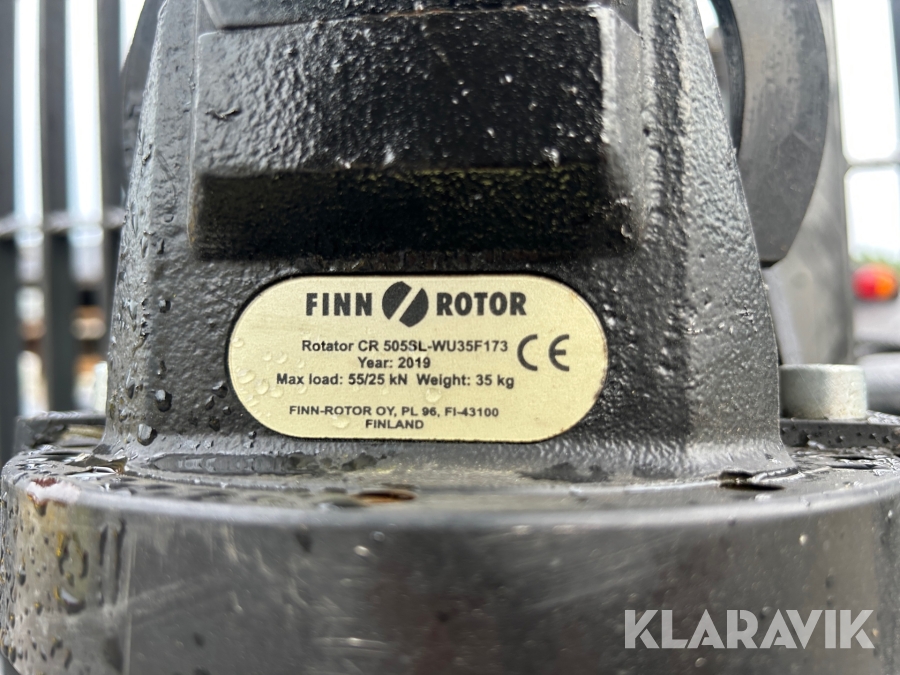 FINN ROTOR
Rotator CR 505SL-WU35F173
Year: 2019
Max load: 55/25 kN Weight: 35 kg
CE
FINN-ROTOR OY, PL 96, FI-43100
FINLAND
KLARAVIK